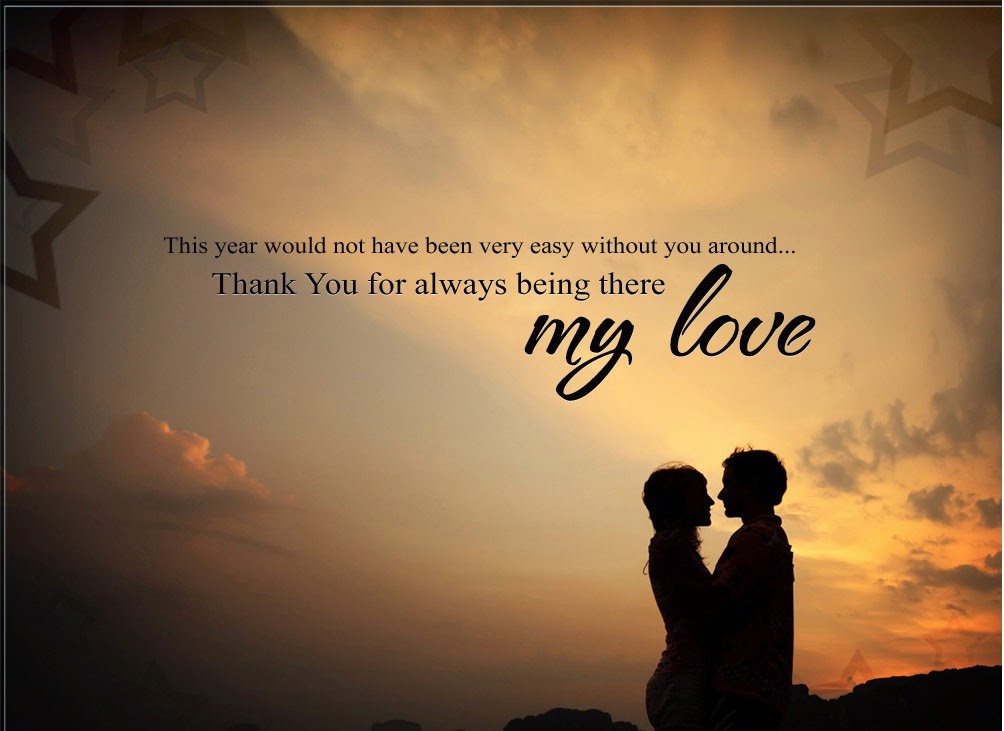 This year would not have been very easy without you around...
Thank You for always being there
my love